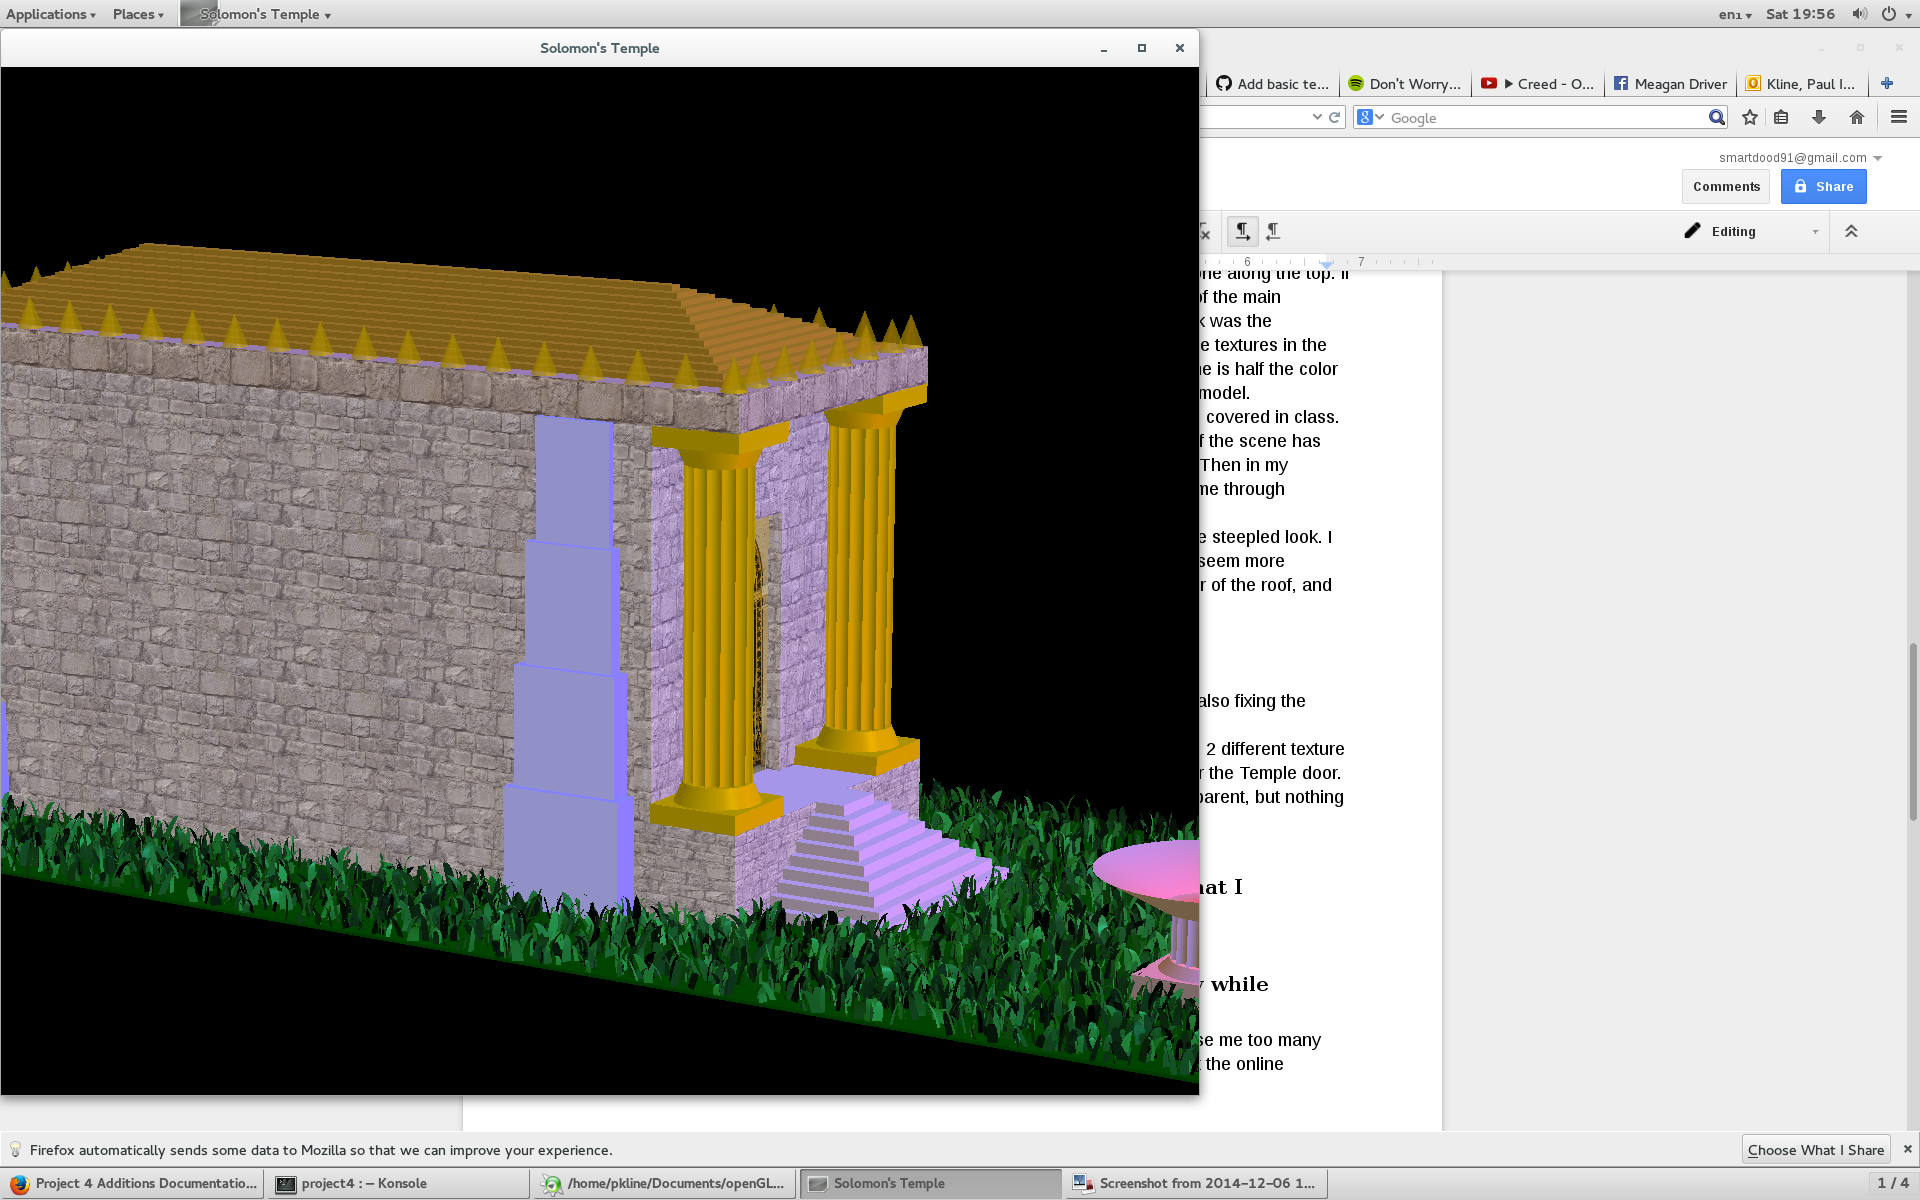 Applications Places Solomon's Temple en1 Sat 19:56
Solomon's Temple
Add basic te... Don't Worry... Creed - O... Meagan Driver Kline, Paul I...
Google
smartdood91@gmail.com
Comments Share
Editing
6 7
one along the top. If
of the main
k was the
e textures in the
ne is half the color
model.
covered in class.
f the scene has
Then in my
me through
e steepled look. I
seem more
r of the roof, and
also fixing the
2 different texture
r the Temple door.
parent, but nothing
hat I
y while
se me too many
t the online
Firefox automatically sends some data to Mozilla so that we can improve your experience. Choose What I Share
Project 4 Additions Documentatio... project4 : – Konsole /home/pkline/Documents/openGL... Solomon's Temple Screenshot from 2014-12-06 1... 1 / 4